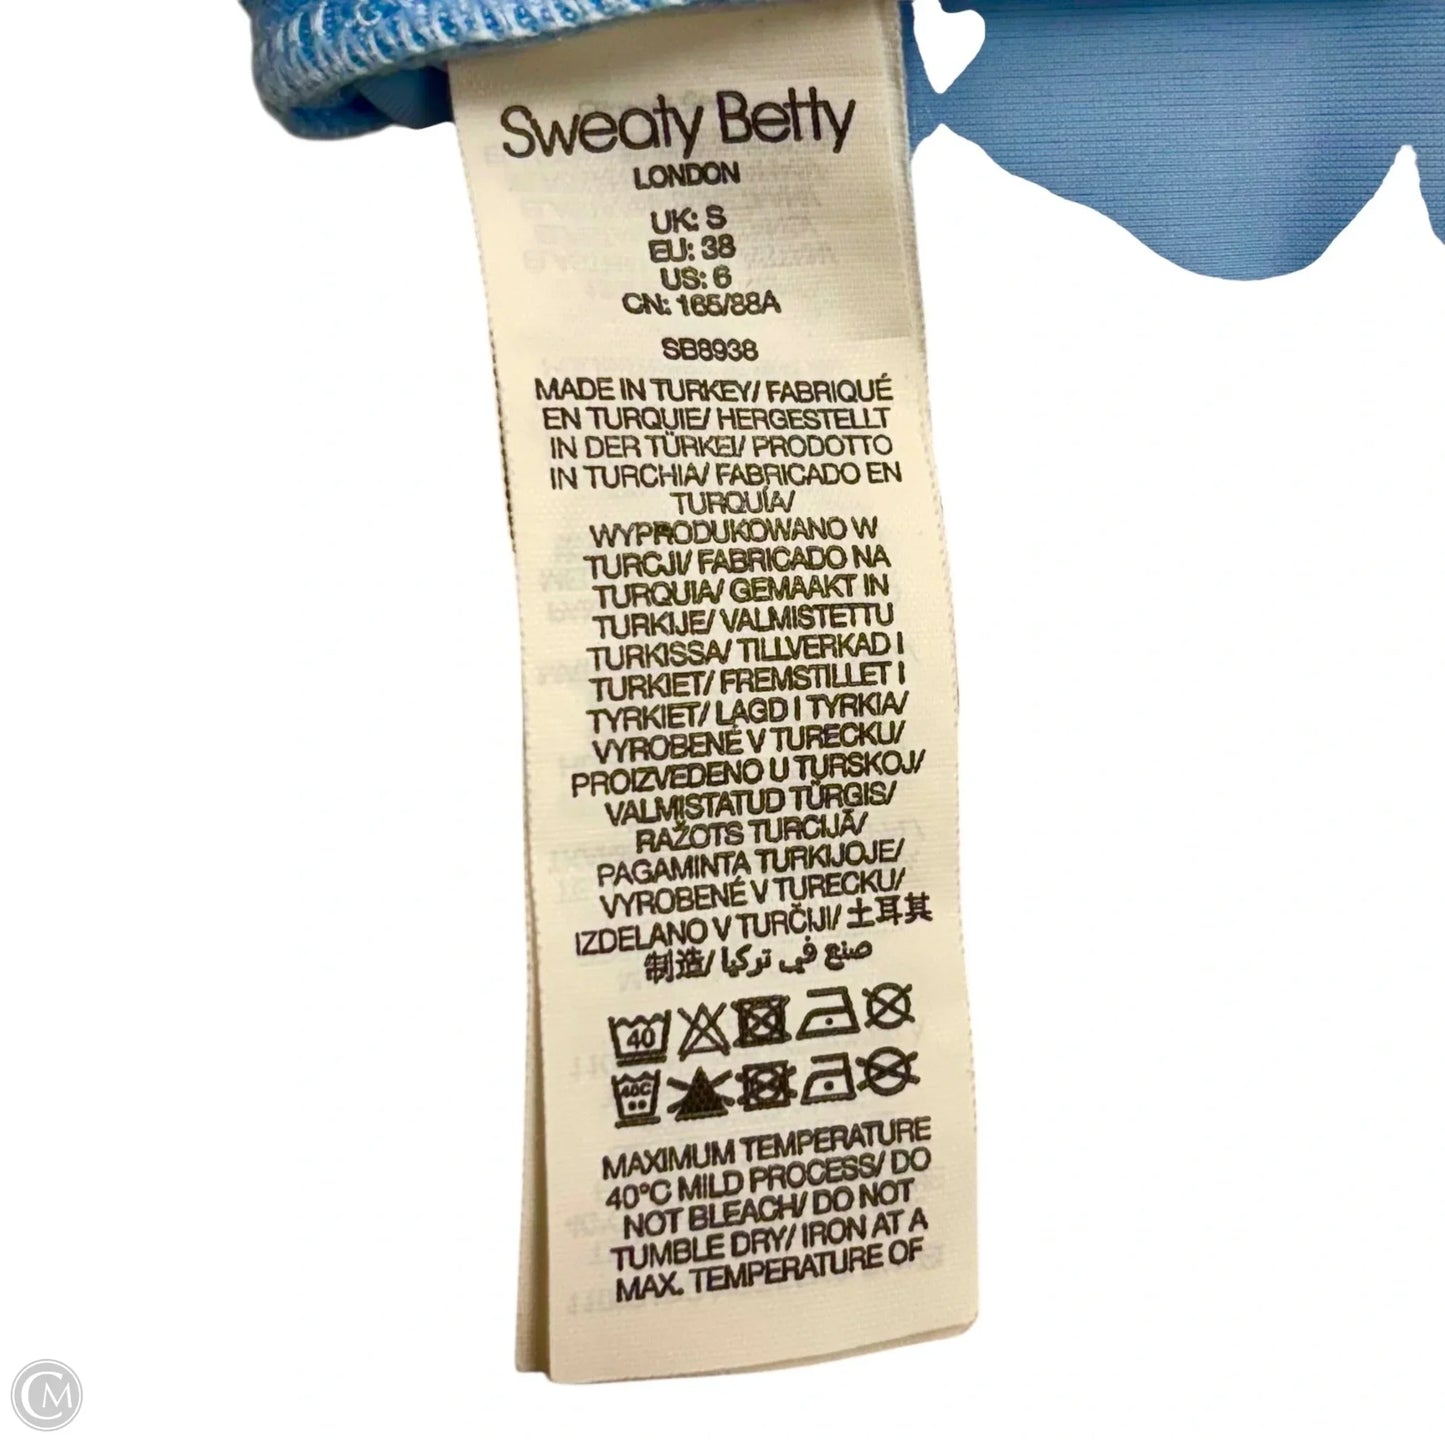 Sweaty Betty
LONDON
UK: S
EU: 38
US: 6
CN: 165/88A
SB8938
MADE IN TURKEY/ FABRIQUÉ
EN TURQUIE/ HERGESTELLT
IN DER TÜRKEI/ PRODOTTO
IN TURCHIA/ FABRICADO EN
TURQUÍA/
WYPRODUKOWANO W
TURCJI/ FABRICADO NA
TURQUIA/ GEMAAKT IN
TURKIJE/ VALMISTETTU
TURKISSA/ TILLVERKAD I
TURKIET/ FREMSTILLET I
TYRKIET/ LAGD I TYRKIA/
VYROBENÉ V TURECKU/
PROIZVEDENO U TURSKOJ/
VALMISTATUD TÜRGIS/
RAŽOTS TURCIJĀ/
PAGAMINTA TURKIJOJE/
VYROBENÉ V TURECKU/
IZDELANO V TURČIJI/ 土耳其
制造/ صنع في تركيا
40
40C
MAXIMUM TEMPERATURE
40°C MILD PROCESS/ DO
NOT BLEACH/ DO NOT
TUMBLE DRY/ IRON AT A
MAX. TEMPERATURE OF
CM